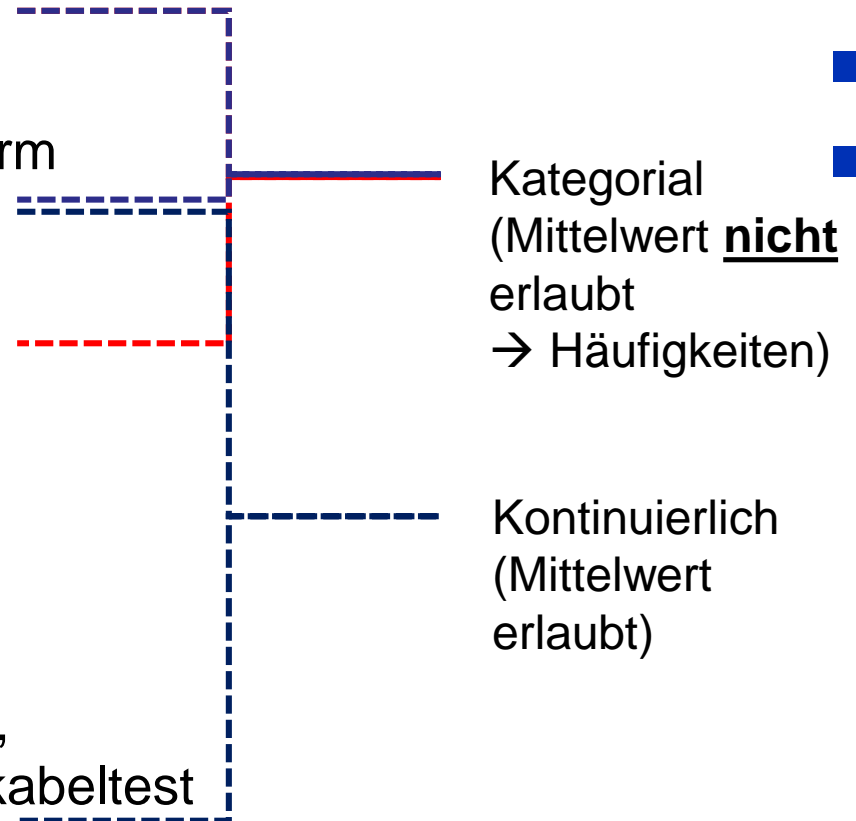 rm
Kategorial
(Mittelwert nicht
erlaubt
→ Häufigkeiten)
Kontinuierlich
(Mittelwert
erlaubt)
,
kabeltest